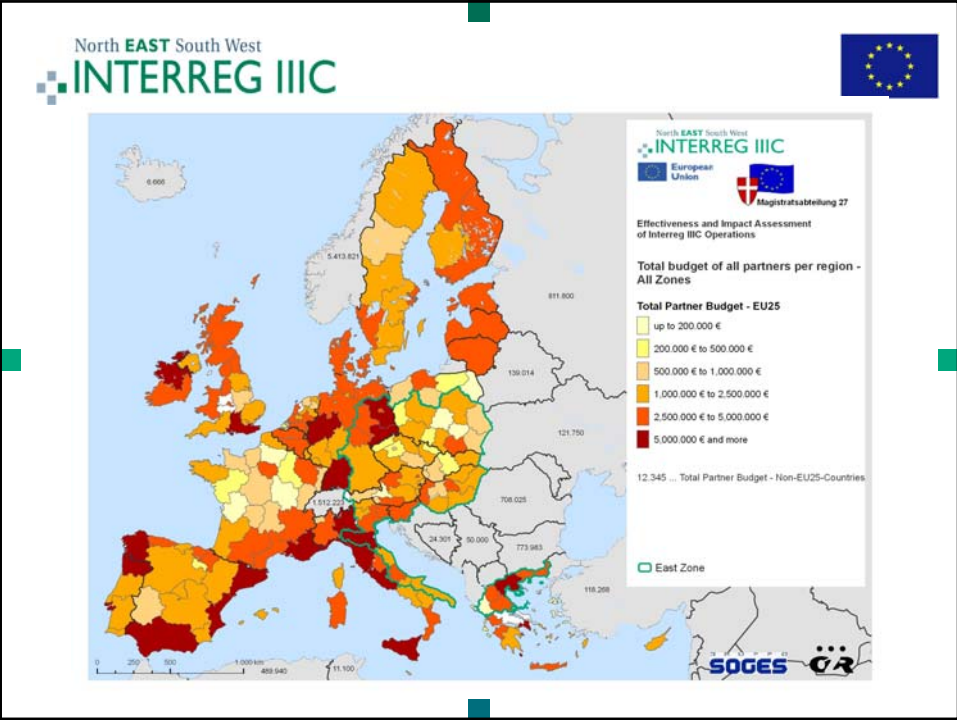 North EAST South West
INTERREG IIIC
North EAST South West
INTERREG IIIC
European
Union
Magistratsabteilung 27
Effectiveness and Impact Assessment
of Interreg IIIC Operations
Total budget of all partners per region -
All Zones
Total Partner Budget - EU25
up to 200.000 €
200.000 € to 500.000 €
500.000 € to 1,000.000 €
1,000.000 € to 2,500.000 €
2,500.000 € to 5,000.000 €
5,000.000 € and more
12.345 ... Total Partner Budget - Non-EU25-Countries
East Zone
6.666
5.413.821
811.800
139.014
121.750
1.512.223
708.025
24.301
50.000
773.983
118.268
0 250 500 1.000 km
489.940
11.100
SOGES
ÖIR